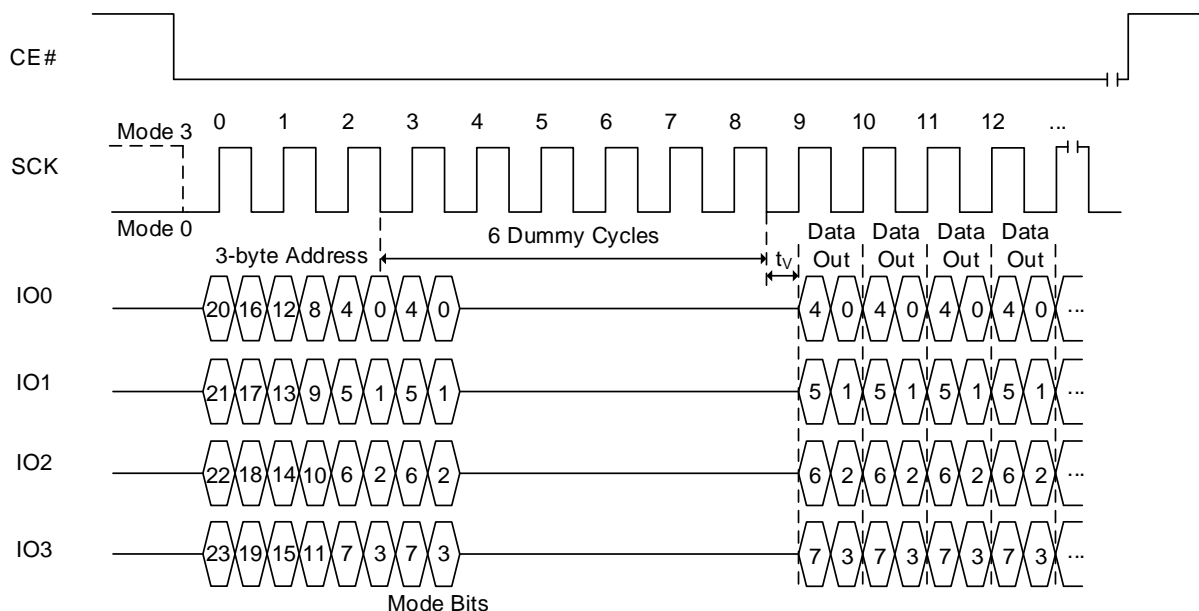 CE#
0 1 2 3 4 5 6 7 8 9 10 11 12 ...
Mode 3
SCK
Mode 0
3-byte Address
6 Dummy Cycles
tV
Data Out
Data Out
Data Out
Data Out
IO0
20 16 12 8 4 0 4 0 4 0 4 0 4 0 4 0 ...
IO1
21 17 13 9 5 1 5 1 5 1 5 1 5 1 5 1 ...
IO2
22 18 14 10 6 2 6 2 6 2 6 2 6 2 6 2 ...
IO3
23 19 15 11 7 3 7 3 7 3 7 3 7 3 7 3 ...
Mode Bits